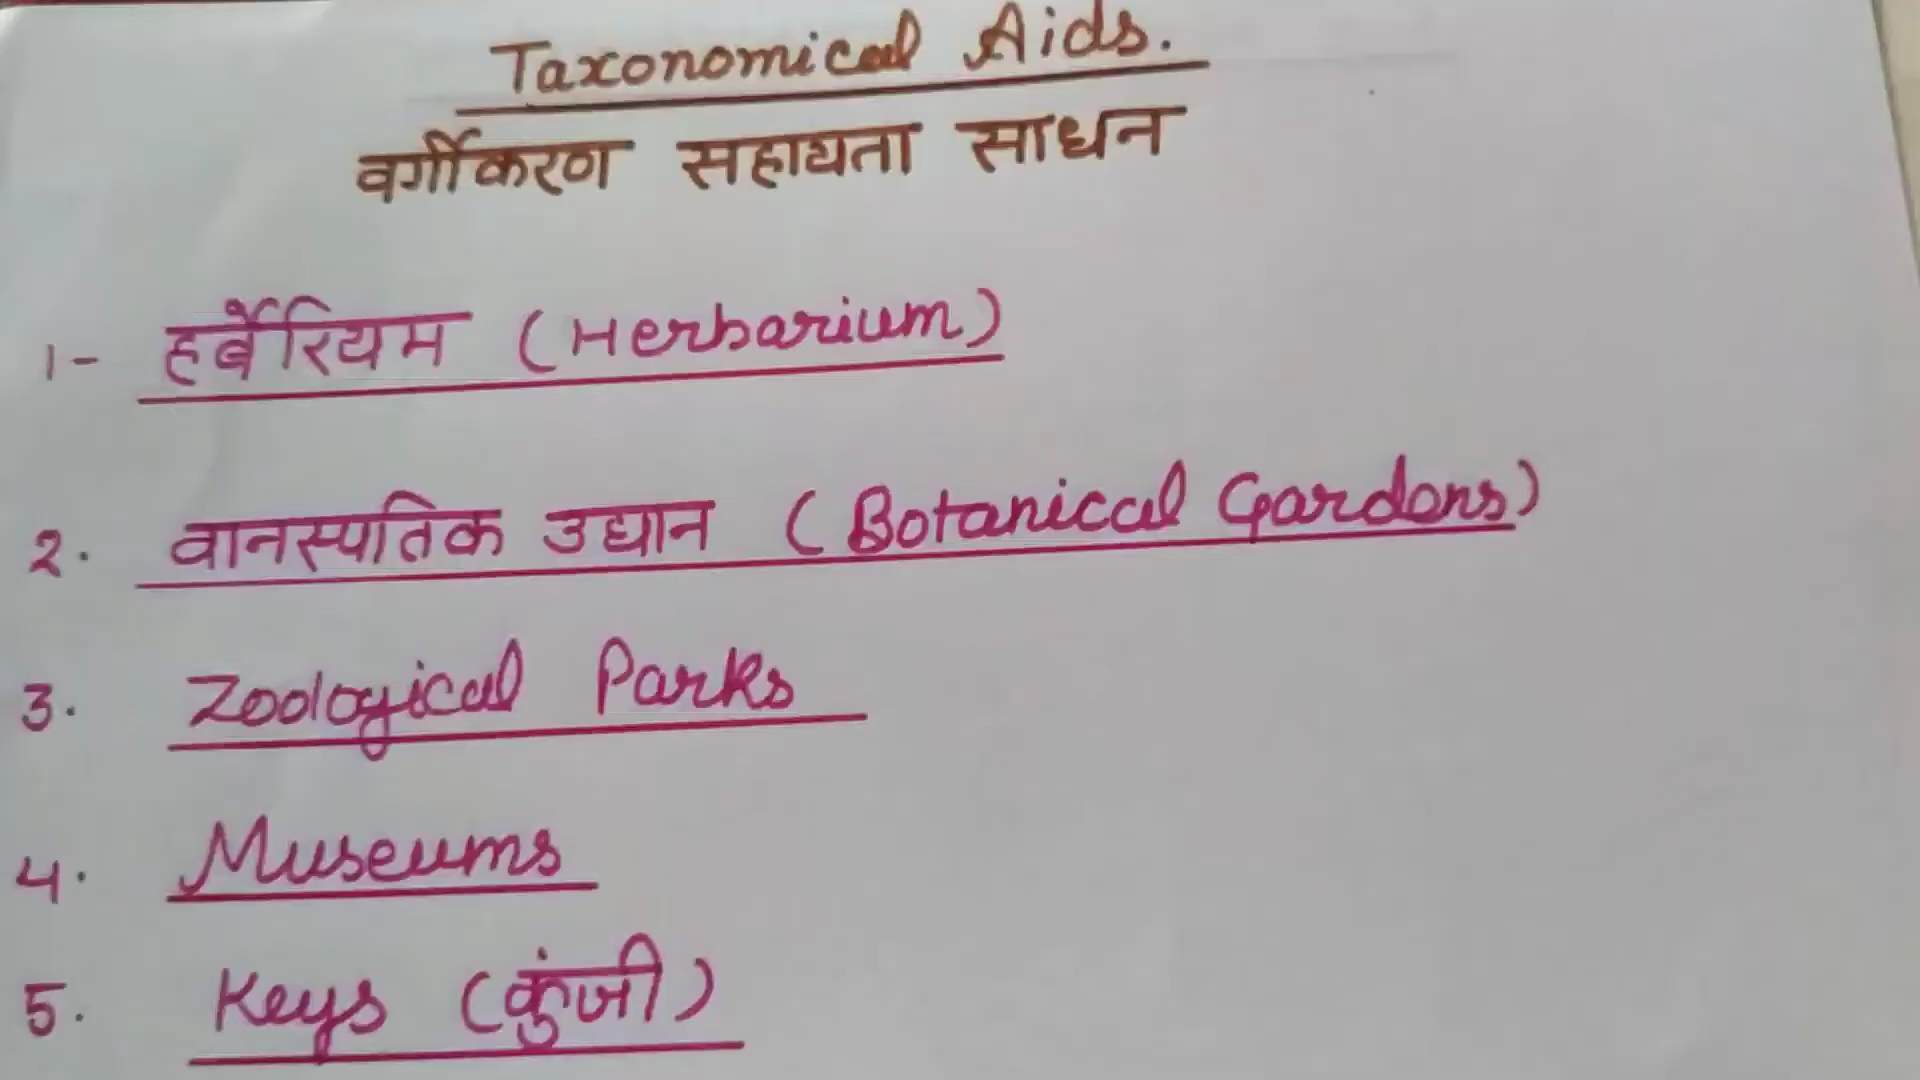 Taxonomical Aids.
वर्गीकरण सहायता साधन
1- हर्बेरियम (Herbarium)
2. वानस्पतिक उद्यान (Botanical Gardens)
3. Zoological Parks
4. Museums
5. Keys (कुंजी)